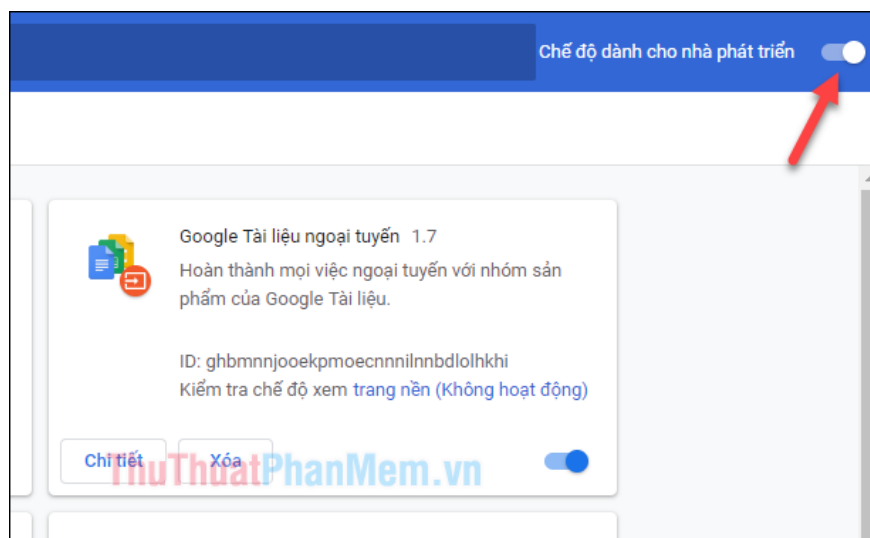 Chế độ dành cho nhà phát triển
Google Tài liệu ngoại tuyến 1.7
Hoàn thành mọi việc ngoại tuyến với nhóm sản
phẩm của Google Tài liệu.
ID: ghbmnnjooekpmoecnnnilnnbdlolhkhi
Kiểm tra chế độ xem trang nền (Không hoạt động)
Chi tiết Xóa
ThuThuatPhanMem.vn